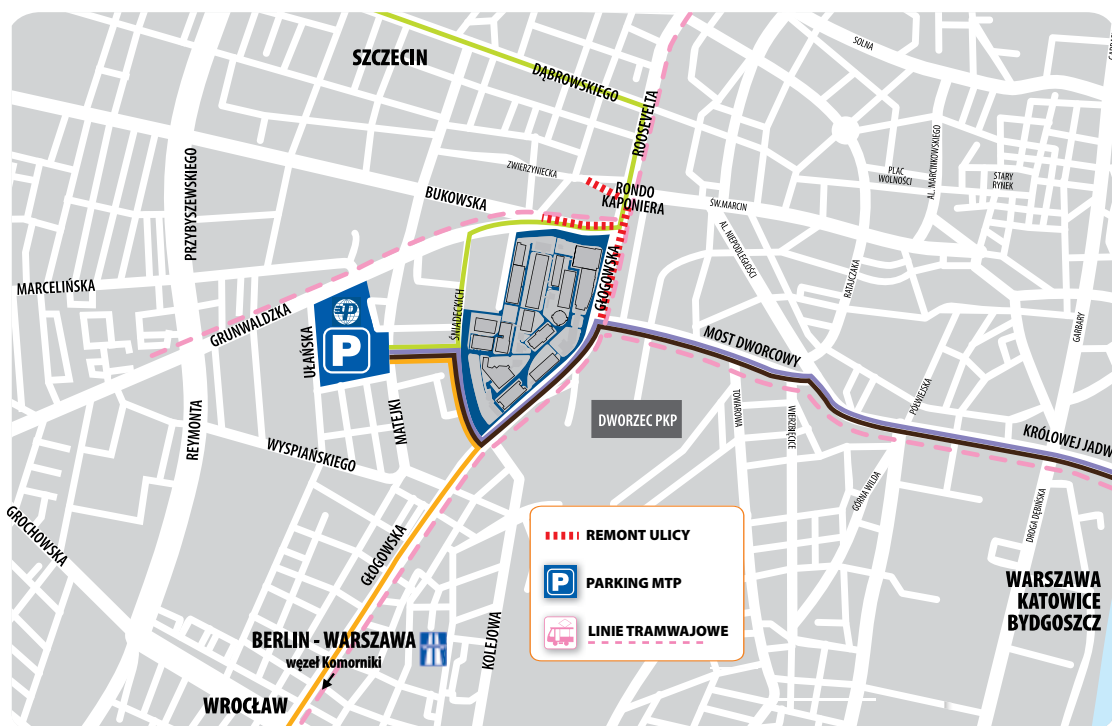 SZCZECIN
DĄBROWSKIEGO
ROOSEVELTA
SOLNA
PRZYBYSZEWSKIEGO
ZWIERZYNIECKA
BUKOWSKA
RONDO
KAPONIERA
PLAC
WOLNOŚCI
AL. MARCINKOWSKIEGO
STARY
RYNEK
ŚW.MARCIN
AL. NIEPODLEGŁOŚCI
RATAJCZAKA
MARCELIŃSKA
GRUNWALDZKA
ŚNIADECKICH
GŁOGOWSKA
GARBARY
UŁAŃSKA
P
MOST DWORCOWY
PÓŁWIEJSKA
TOWAROWA
WIERZBIĘCICE
REYMONTA
MATEJKI
DWORZEC PKP
KRÓLOWEJ JADW
WYSPIAŃSKIEGO
GÓRNA WILDA
DROGA DĘBIŃSKA
GROCHOWSKA
GŁOGOWSKA
REMONT ULICY
P
PARKING MTP
LINIE TRAMWAJOWE
WARSZAWA
KATOWICE
BYDGOSZCZ
KOLEJOWA
BERLIN - WARSZAWA
węzeł Komorniki
WROCŁAW